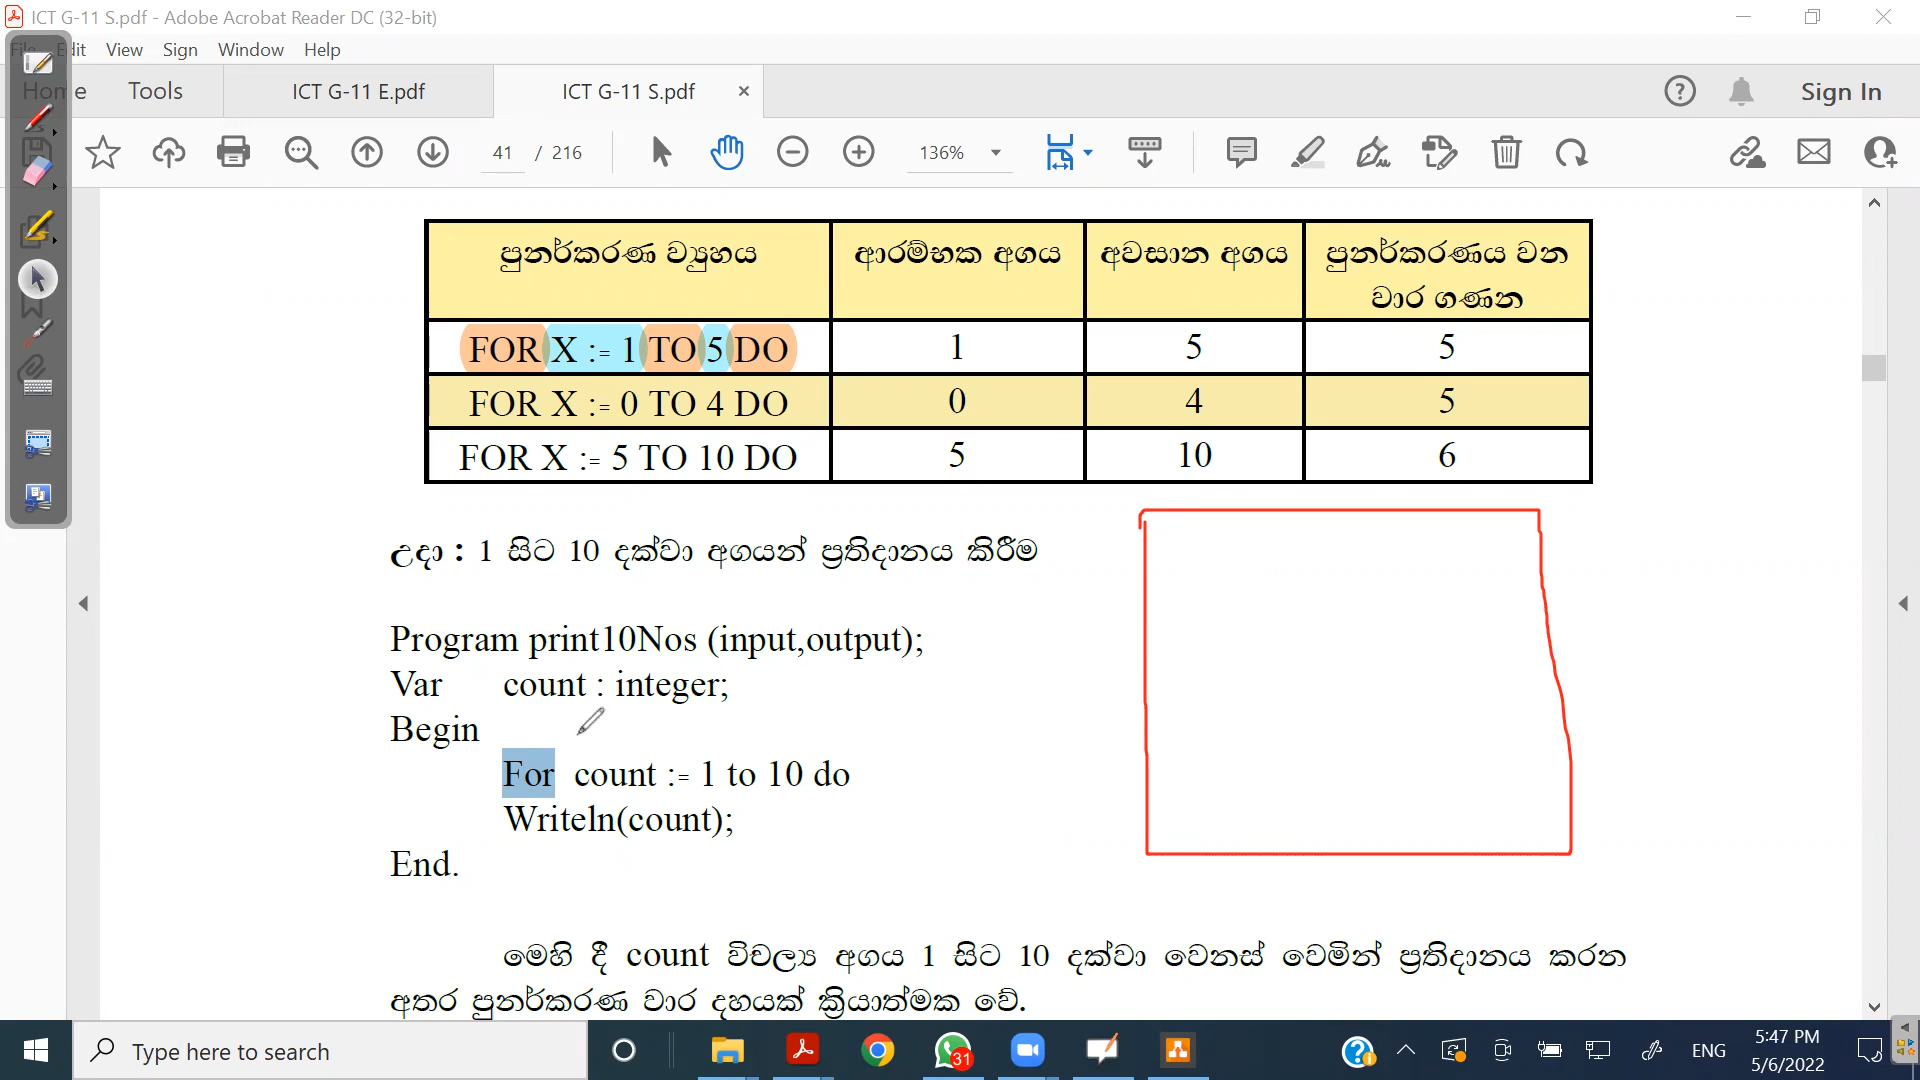 ICT G-11 S.pdf - Adobe Acrobat Reader DC (32-bit)
File Edit View Sign Window Help
Home Tools ICT G-11 E.pdf ICT G-11 S.pdf × Sign In
41 / 216 136%
පුනර්කරණ ව්‍යුහය ආරම්භක අගය අවසාන අගය පුනර්කරණය වන
වාර ගණන
FOR X := 1 TO 5 DO 1 5 5
FOR X := 0 TO 4 DO 0 4 5
FOR X := 5 TO 10 DO 5 10 6
උදා : 1 සිට 10 දක්වා අගයන් ප්‍රතිදානය කිරීම
Program print10Nos (input,output);
Var count : integer;
Begin
For count := 1 to 10 do
Writeln(count);
End.
මෙහි දී count විචල්‍ය අගය 1 සිට 10 දක්වා වෙනස් වෙමින් ප්‍රතිදානය කරන
අතර පුනර්කරණ වාර දහයක් ක්‍රියාත්මක වේ.
Type here to search 31 ENG 5:47 PM
5/6/2022